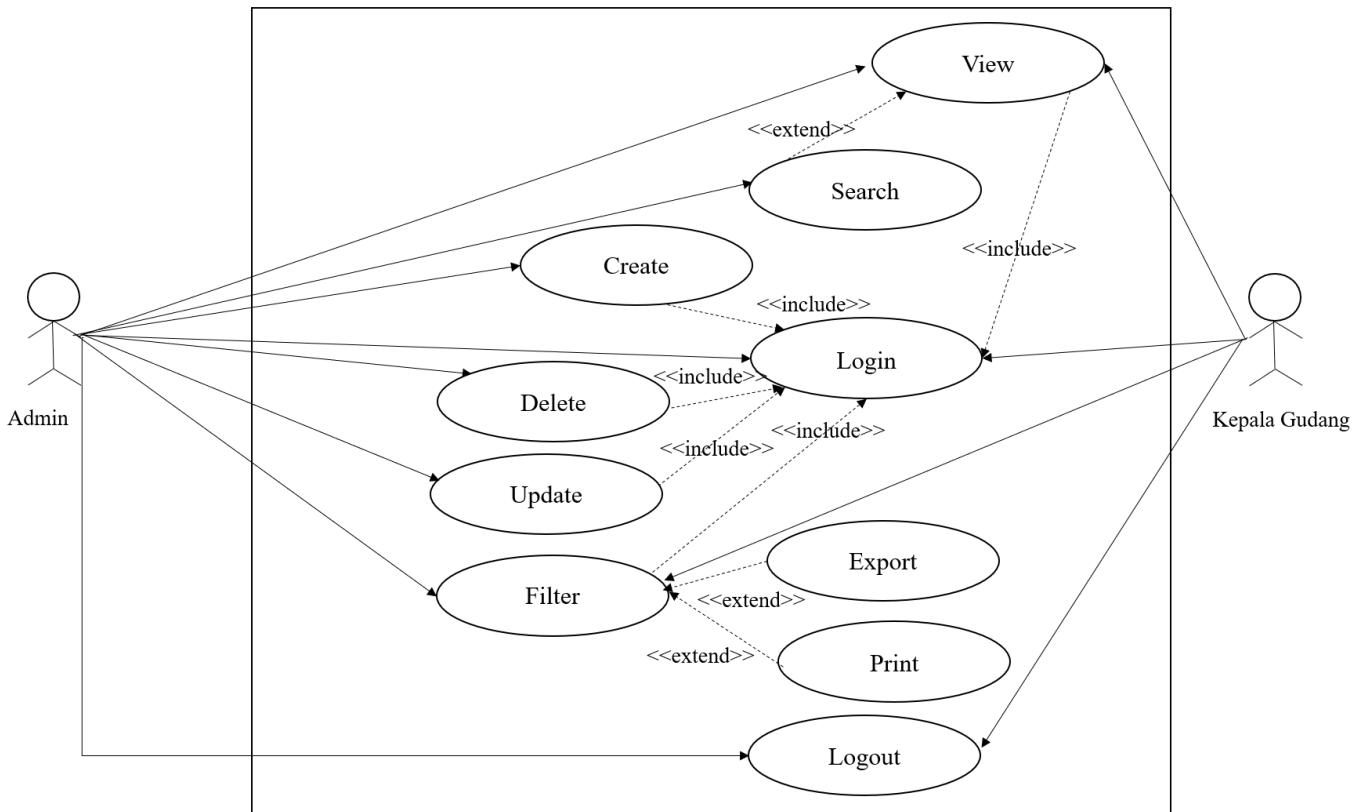 View
<<extend>>
Search
<<include>>
Create
<<include>>
Login
<<include>>
Delete
Admin
Kepala Gudang
<<include>>
<<include>>
Update
Export
Filter
<<extend>>
<<extend>>
Print
Logout